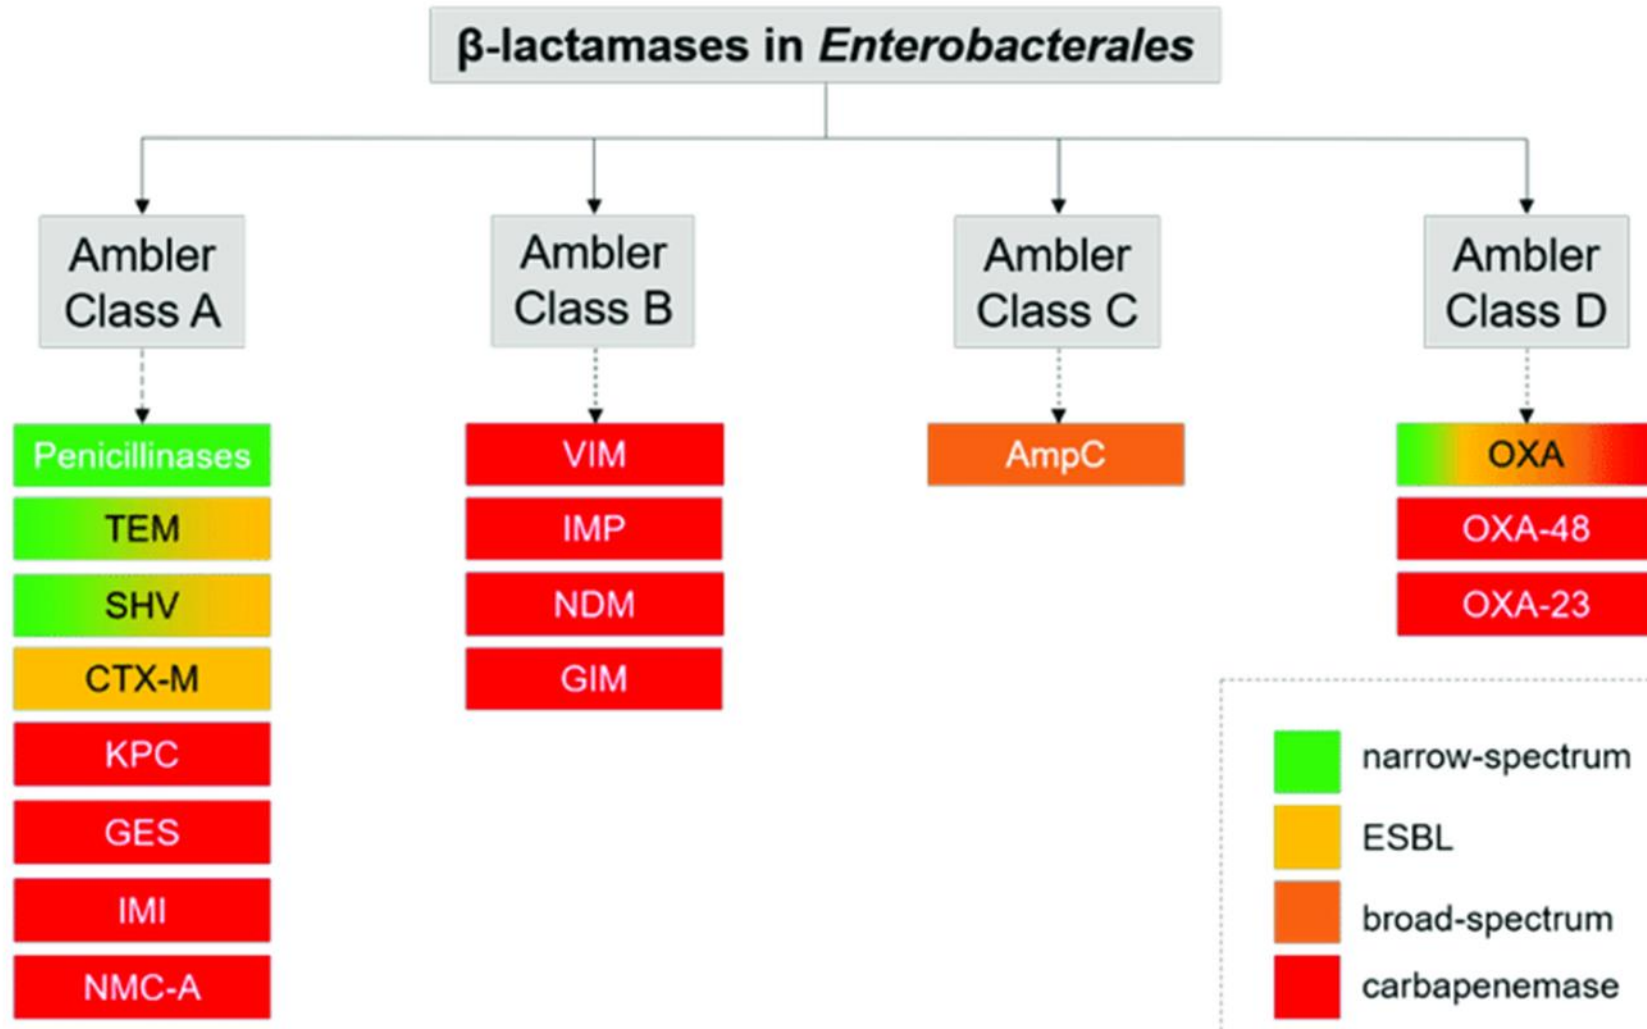 β-lactamases in Enterobacterales
Ambler
Class A
Ambler
Class B
Ambler
Class C
Ambler
Class D
Penicillinases
TEM
SHV
CTX-M
KPC
GES
IMI
NMC-A
VIM
IMP
NDM
GIM
AmpC
OXA
OXA-48
OXA-23
narrow-spectrum
ESBL
broad-spectrum
carbapenemase